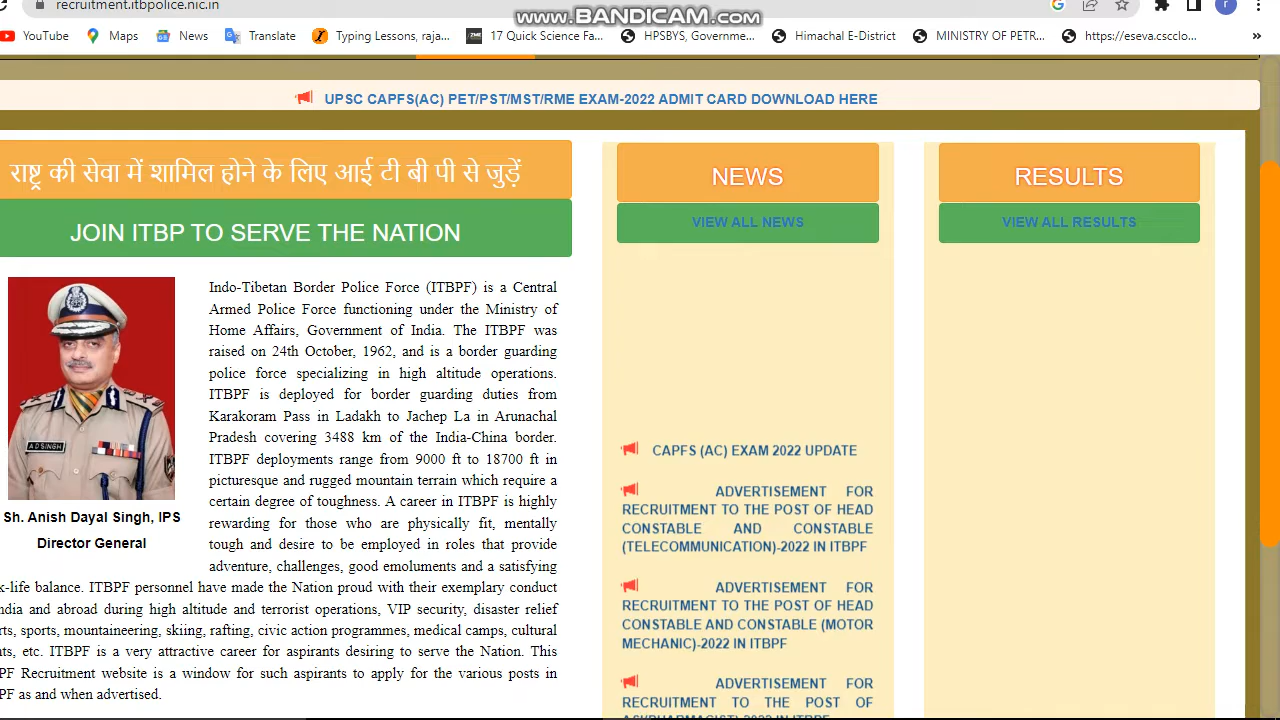 recruitment.itbpolice.nic.in
www.BANDICAM.com
r
YouTube
Maps
News
Translate
Typing Lessons, raja...
17 Quick Science Fa...
HPSBYS, Governme...
Himachal E-District
MINISTRY OF PETR...
https://eseva.cscclo...
»
UPSC CAPFS(AC) PET/PST/MST/RME EXAM-2022 ADMIT CARD DOWNLOAD HERE
राष्ट्र की सेवा में शामिल होने के लिए आई टी बी पी से जुड़ें
JOIN ITBP TO SERVE THE NATION
A D SINGH
Sh. Anish Dayal Singh, IPS
Director General
Indo-Tibetan Border Police Force (ITBPF) is a Central
Armed Police Force functioning under the Ministry of
Home Affairs, Government of India. The ITBPF was
raised on 24th October, 1962, and is a border guarding
police force specializing in high altitude operations.
ITBPF is deployed for border guarding duties from
Karakoram Pass in Ladakh to Jachep La in Arunachal
Pradesh covering 3488 km of the India-China border.
ITBPF deployments range from 9000 ft to 18700 ft in
picturesque and rugged mountain terrain which require a
certain degree of toughness. A career in ITBPF is highly
rewarding for those who are physically fit, mentally
tough and desire to be employed in roles that provide
adventure, challenges, good emoluments and a satisfying
k-life balance. ITBPF personnel have made the Nation proud with their exemplary conduct
ndia and abroad during high altitude and terrorist operations, VIP security, disaster relief
rts, sports, mountaineering, skiing, rafting, civic action programmes, medical camps, cultural
nts, etc. ITBPF is a very attractive career for aspirants desiring to serve the Nation. This
PF Recruitment website is a window for such aspirants to apply for the various posts in
PF as and when advertised.
NEWS
VIEW ALL NEWS
CAPFS (AC) EXAM 2022 UPDATE
ADVERTISEMENT FOR
RECRUITMENT TO THE POST OF HEAD
CONSTABLE AND CONSTABLE
(TELECOMMUNICATION)-2022 IN ITBPF
ADVERTISEMENT FOR
RECRUITMENT TO THE POST OF HEAD
CONSTABLE AND CONSTABLE (MOTOR
MECHANIC)-2022 IN ITBPF
ADVERTISEMENT FOR
RECRUITMENT TO THE POST OF
ASI(PHARMACIST)-2022 IN ITBPF
RESULTS
VIEW ALL RESULTS